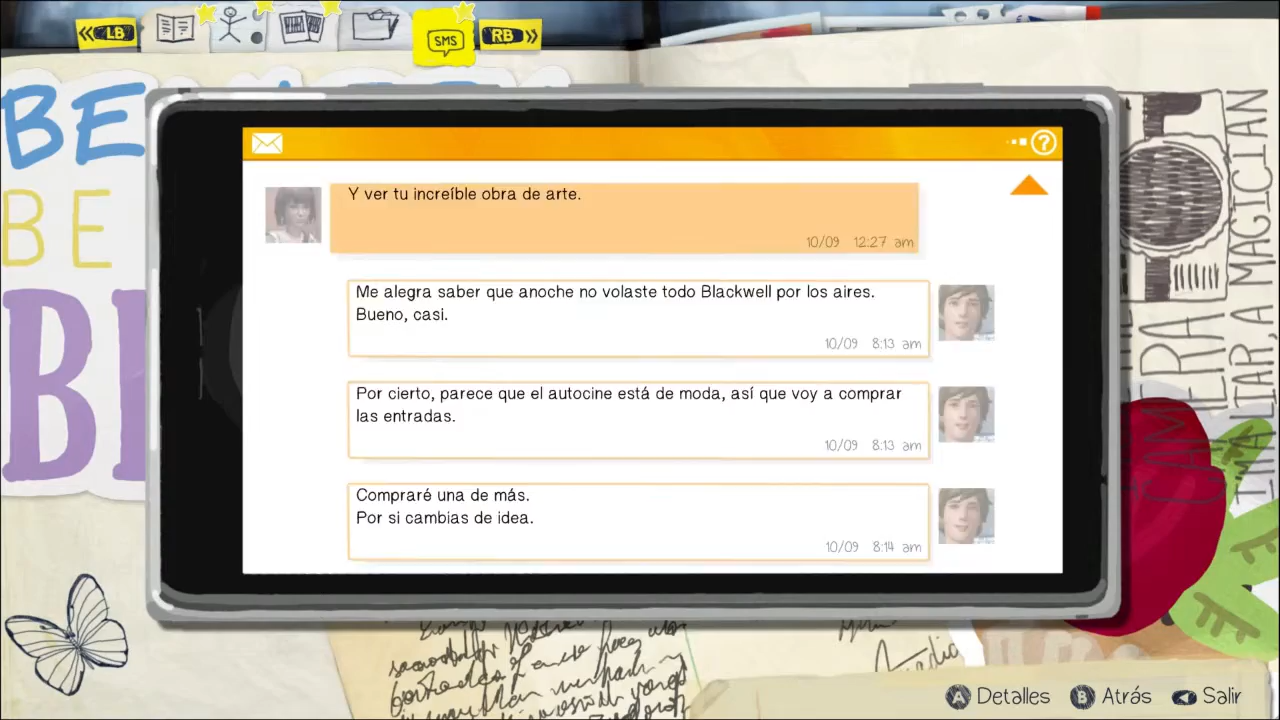 LB
SMS
RB
BE
BE
Y ver tu increíble obra de arte.
10/09 12:27 am
Me alegra saber que anoche no volaste todo Blackwell por los aires.
Bueno, casi.
10/09 8:13 am
Por cierto, parece que el autocine está de moda, así que voy a comprar
las entradas.
10/09 8:13 am
Compraré una de más.
Por si cambias de idea.
10/09 8:14 am
?
A Detalles
B Atrás
Salir